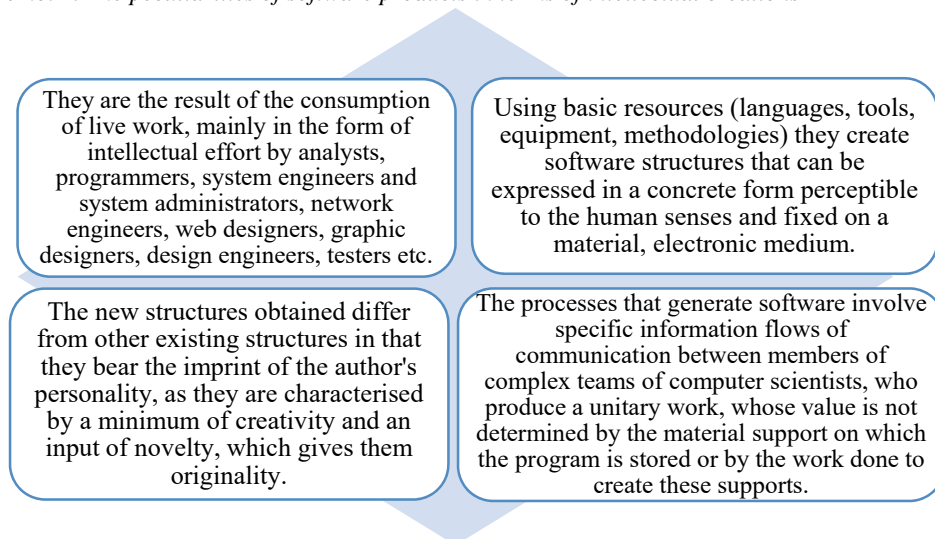 They are the result of the consumption
of live work, mainly in the form of
intellectual effort by analysts,
programmers, system engineers and
system administrators, network
engineers, web designers, graphic
designers, design engineers, testers etc.
Using basic resources (languages, tools,
equipment, methodologies) they create
software structures that can be
expressed in a concrete form perceptible
to the human senses and fixed on a
material, electronic medium.
The new structures obtained differ
from other existing structures in that
they bear the imprint of the author's
personality, as they are characterised
by a minimum of creativity and an
input of novelty, which gives them
originality.
The processes that generate software involve
specific information flows of
communication between members of
complex teams of computer scientists, who
produce a unitary work, whose value is not
determined by the material support on which
the program is stored or by the work done to
create these supports.